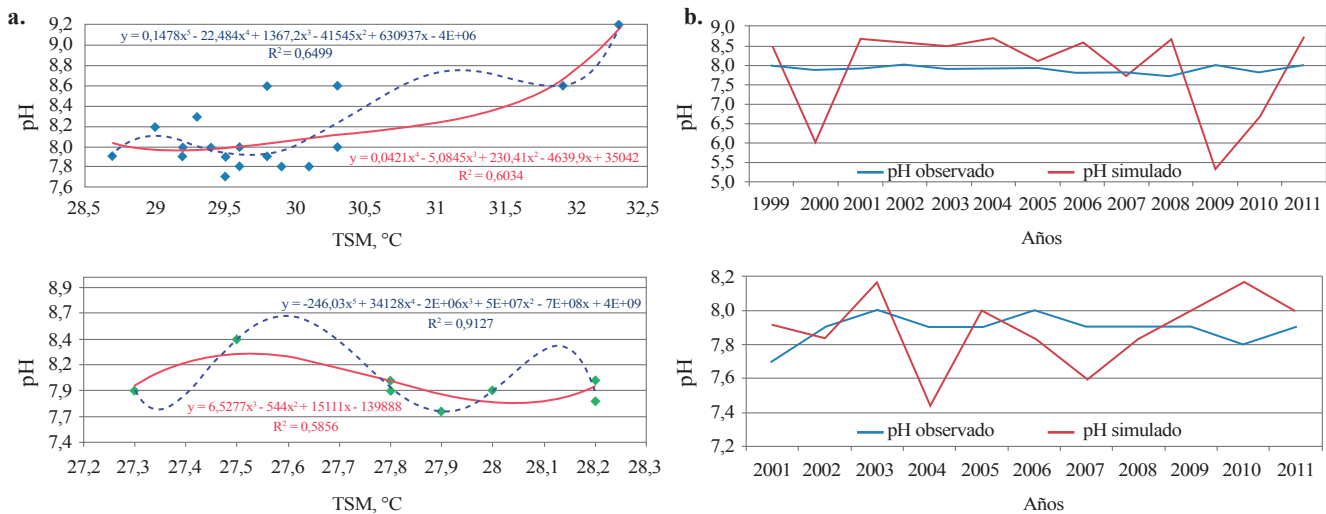 a.
9,2
9,0
8,8
8,6
8,4
8,2
8,0
7,8
7,6
pH
y = 0,1478x⁵ - 22,484x⁴ + 1367,2x³ - 41545x² + 630937x - 4E+06
R² = 0,6499
y = 0,0421x⁴ - 5,0845x³ + 230,41x² - 4639,9x + 35042
R² = 0,6034
28,5 29 29,5 30 30,5 31 31,5 32 32,5
TSM, °C
8,9
8,7
8,4
8,2
7,9
7,7
7,4
pH
y = -246,03x⁵ + 34128x⁴ - 2E+06x³ + 5E+07x² - 7E+08x + 4E+09
R² = 0,9127
y = 6,5277x³ - 544x² + 15111x - 139888
R² = 0,5856
27,2 27,3 27,5 27,6 27,7 27,8 27,9 28 28,1 28,2 28,3
TSM, °C
b.
9,0
8,5
8,0
7,5
7,0
6,5
6,0
5,5
5,0
pH
pH observado pH simulado
1999 2000 2001 2002 2003 2004 2005 2006 2007 2008 2009 2010 2011
Años
8,2
8,0
7,8
7,6
7,4
7,2
pH
pH observado pH simulado
2001 2002 2003 2004 2005 2006 2007 2008 2009 2010 2011
Años